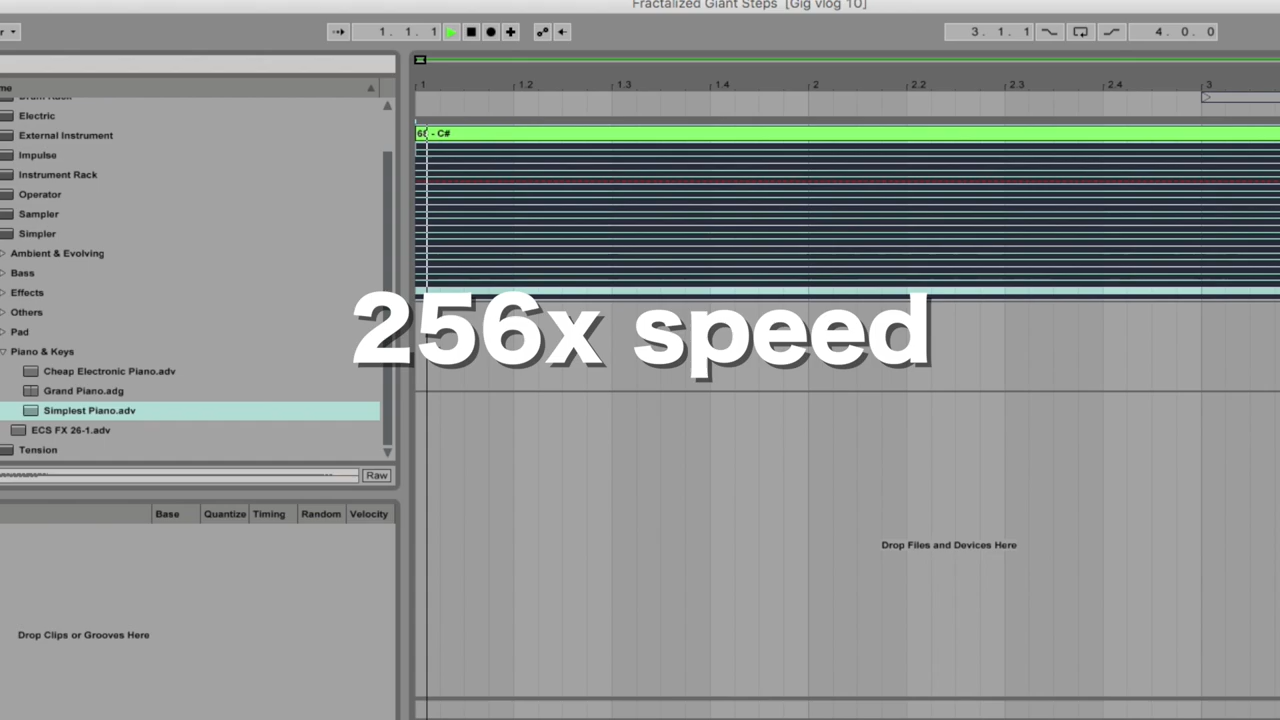 Fractalized Giant Steps [Gig vlog 10]
r
1. 1. 1
3. 1. 1
4. 0. 0
me
1
1.2
1.3
1.4
2
2.2
2.3
2.4
3
Drum Rack
Electric
External Instrument
Impulse
Instrument Rack
Operator
Sampler
Simpler
Ambient & Evolving
Bass
Effects
Others
Pad
Piano & Keys
Cheap Electronic Piano.adv
Grand Piano.adg
Simplest Piano.adv
ECS FX 26-1.adv
Tension
Raw
- C#
256x speed
Base
Quantize
Timing
Random
Velocity
Drop Files and Devices Here
Drop Clips or Grooves Here